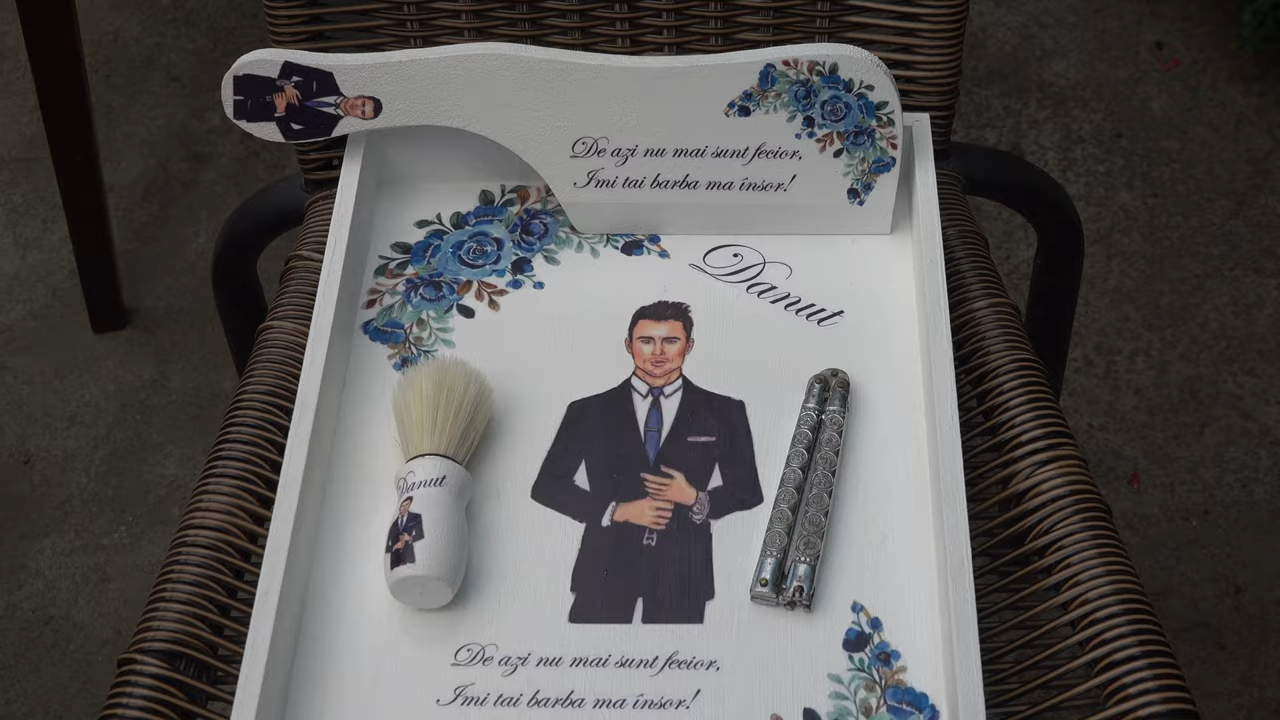 De azi nu mai sunt fecior,
Imi tai barba ma însor!
Danut
Danut
De azi nu mai sunt fecior,
Imi tai barba ma însor!